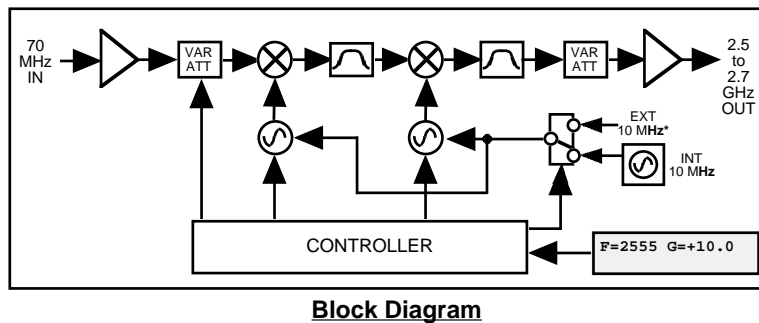 70
MHz
IN
VAR
ATT
VAR
ATT
2.5
to
2.7
GHz
OUT
EXT
10 MHz*
INT
10 MHz
CONTROLLER
F=2555 G=+10.0
Block Diagram